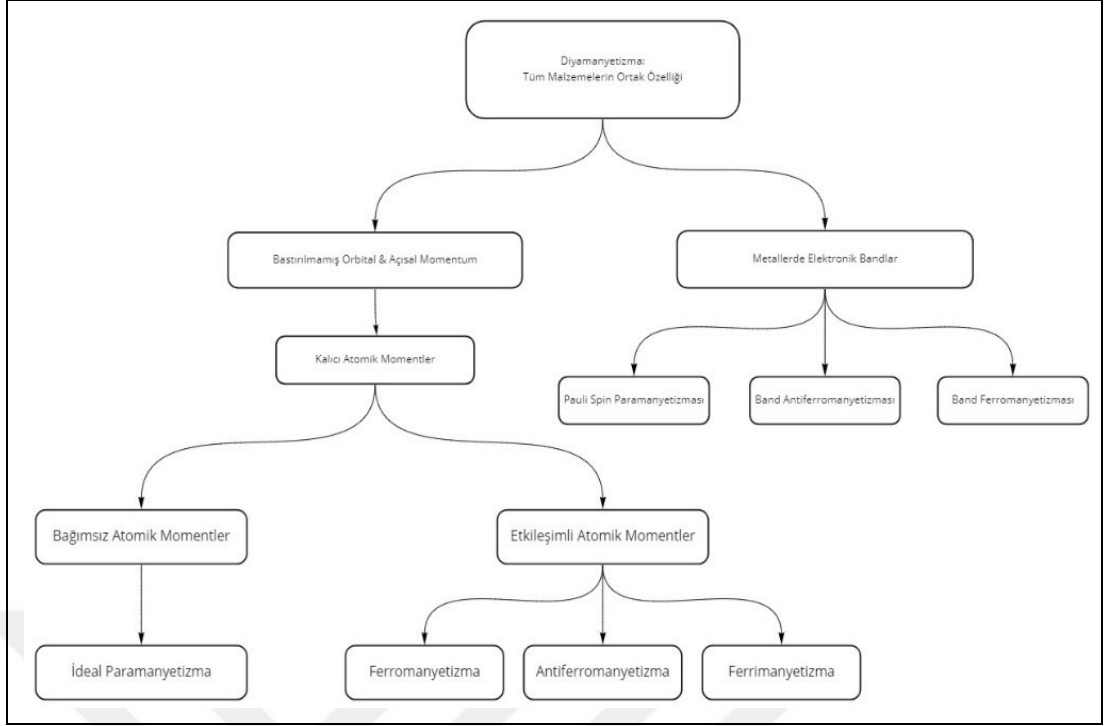 Diyamanyetizma:
Tüm Malzemelerin Ortak Özelliği
Bastırılmamış Orbital & Açısal Momentum
Metallerde Elektronik Bandlar
Kalıcı Atomik Momentler
Pauli Spin Paramanyetizması
Band Antiferromanyetizması
Band Ferromanyetizması
Bağımsız Atomik Momentler
Etkileşimli Atomik Momentler
İdeal Paramanyetizma
Ferromanyetizma
Antiferromanyetizma
Ferrimanyetizma